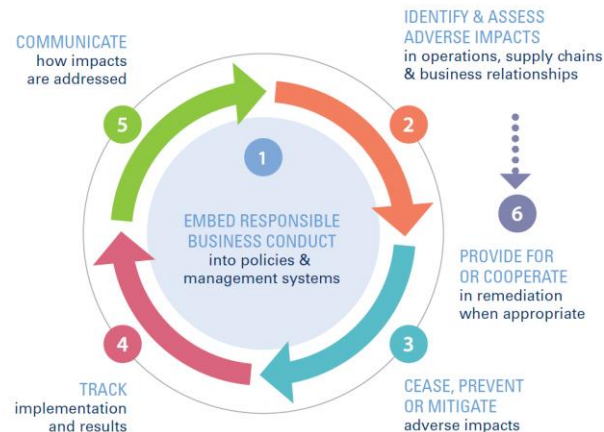 1
EMBED RESPONSIBLE
BUSINESS CONDUCT
into policies &
management systems
2
IDENTIFY & ASSESS
ADVERSE IMPACTS
in operations, supply chains
& business relationships
3
CEASE, PREVENT
OR MITIGATE
adverse impacts
4
TRACK
implementation
and results
5
COMMUNICATE
how impacts
are addressed
6
PROVIDE FOR
OR COOPERATE
in remediation
when appropriate